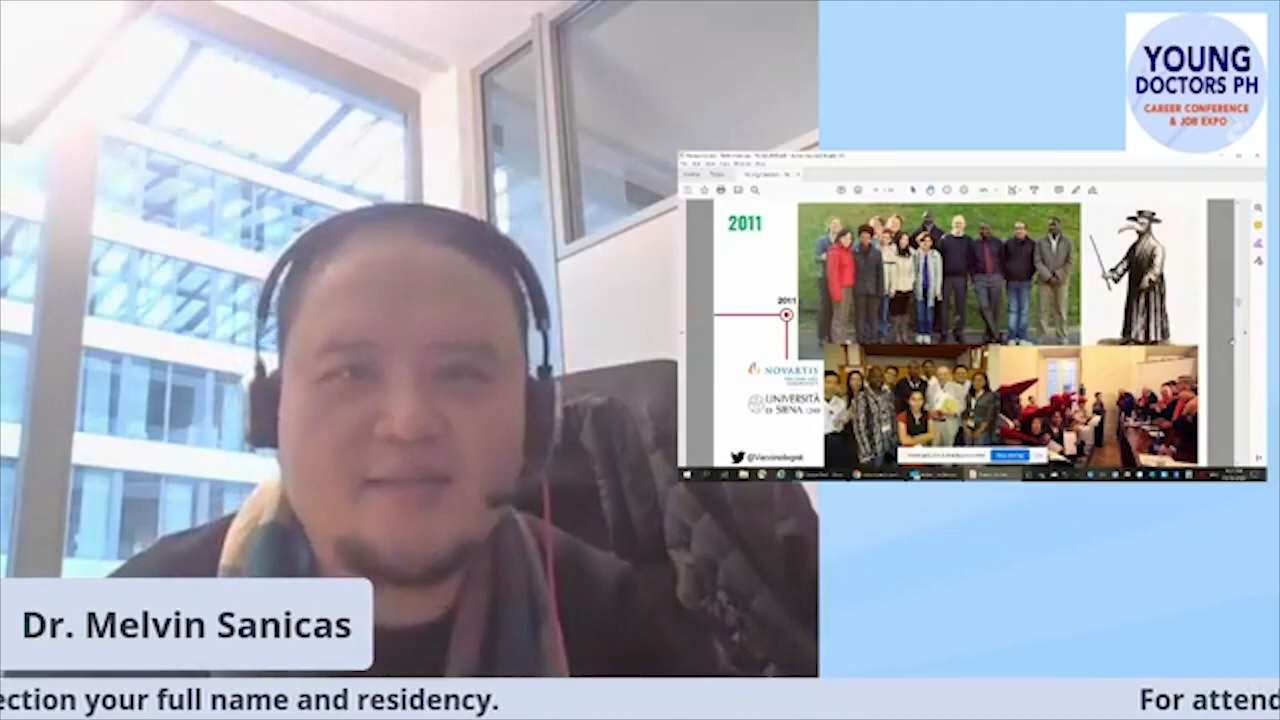 YOUNG
DOCTORS PH
CAREER CONFERENCE
& JOB EXPO
2011
2011
NOVARTIS
UNIVERSITÀ
DI SIENA 1240
@Vaccinologist
Dr. Melvin Sanicas
ection your full name and residency.
For attend